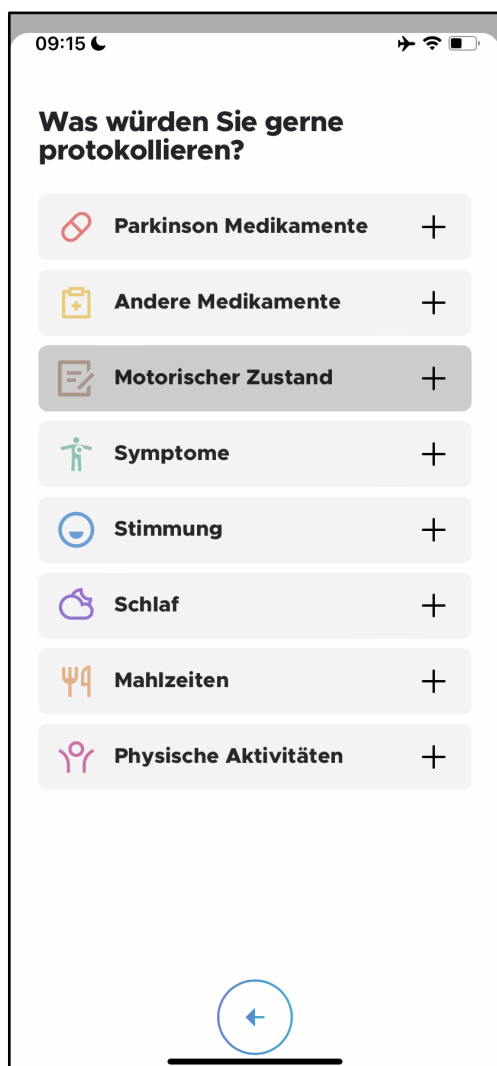 09:15
Was würden Sie gerne
protokollieren?
Parkinson Medikamente
Andere Medikamente
Motorischer Zustand
Symptome
Stimmung
Schlaf
Mahlzeiten
Physische Aktivitäten